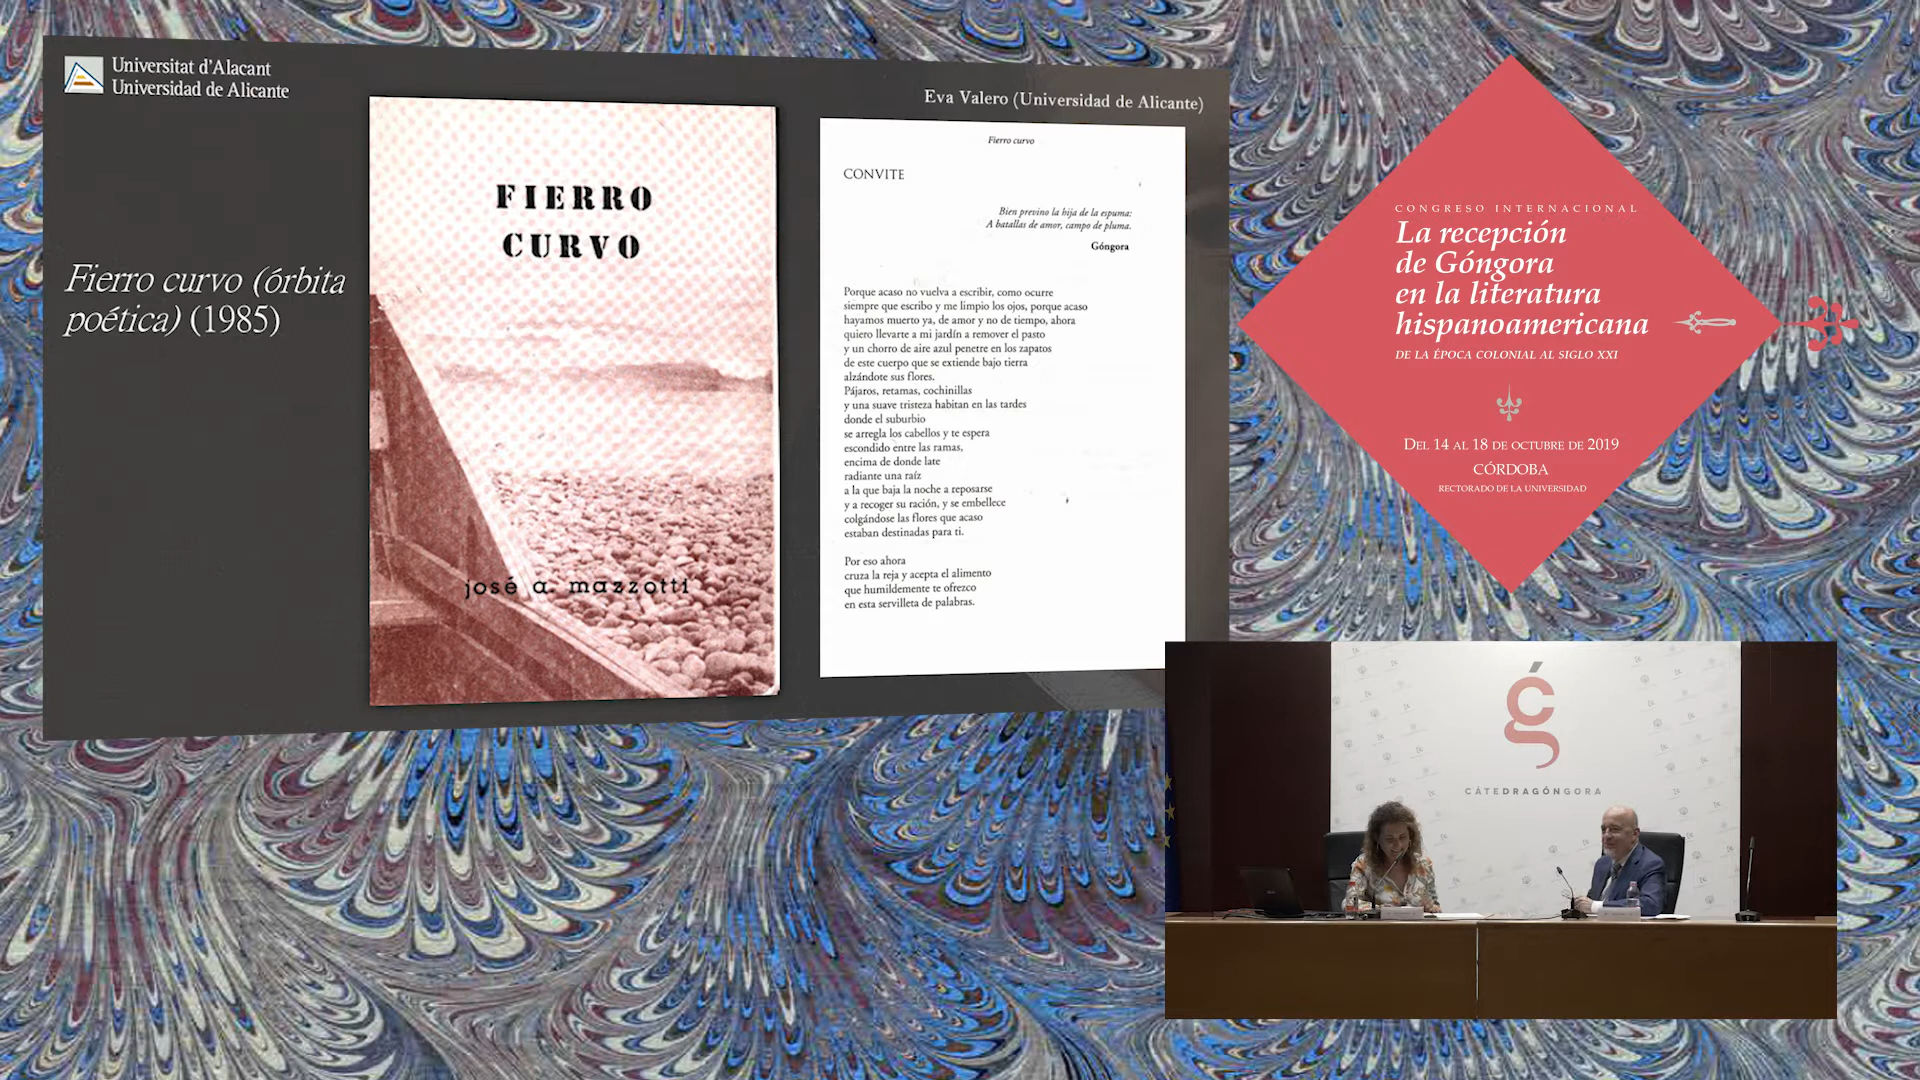 Universitat d'Alacant
Universidad de Alicante
Eva Valero (Universidad de Alicante)
Fierro curvo (órbita
poética) (1985)
FIERRO
CURVO
josé a. mazzotti
Fierro curvo
CONVITE
Bien previno la hija de la espuma:
A batallas de amor, campo de pluma.
Góngora
Porque acaso no vuelva a escribir, como ocurre
siempre que escribo y me limpio los ojos, porque acaso
hayamos muerto ya, de amor y no de tiempo, ahora
quiero llevarte a mi jardín a remover el pasto
y un chorro de aire azul penetre en los zapatos
de este cuerpo que se extiende bajo tierra
alzándote sus flores.
Pájaros, retamas, cochinillas
y una suave tristeza habitan en las tardes
donde el suburbio
se arregla los cabellos y te espera
escondido entre las ramas,
encima de donde late
radiante una raíz
a la que baja la noche a reposarse
y a recoger su ración, y se embellece
colgándose las flores que acaso
estaban destinadas para ti.
Por eso ahora
cruza la reja y acepta el alimento
que humildemente te ofrezco
en esta servilleta de palabras.
CONGRESO INTERNACIONAL
La recepción
de Góngora
en la literatura
hispanoamericana
DE LA ÉPOCA COLONIAL AL SIGLO XXI
DEL 14 AL 18 DE OCTUBRE DE 2019
CÓRDOBA
RECTORADO DE LA UNIVERSIDAD
ǵ
CÁTEDRAGÓNGORA